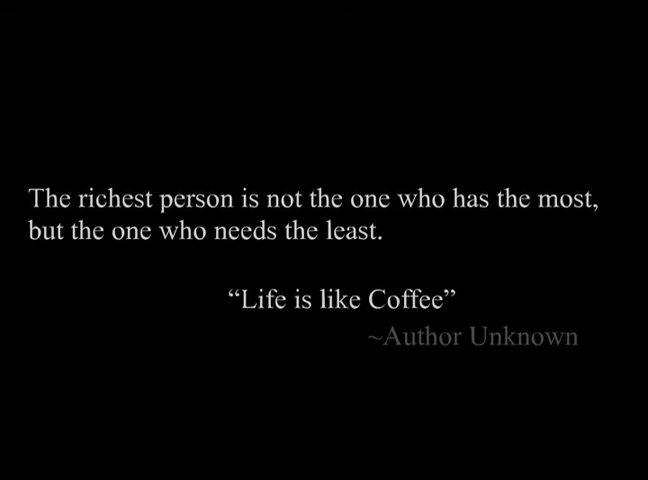 The richest person is not the one who has the most,
but the one who needs the least.
“Life is like Coffee”
~Author Unknown